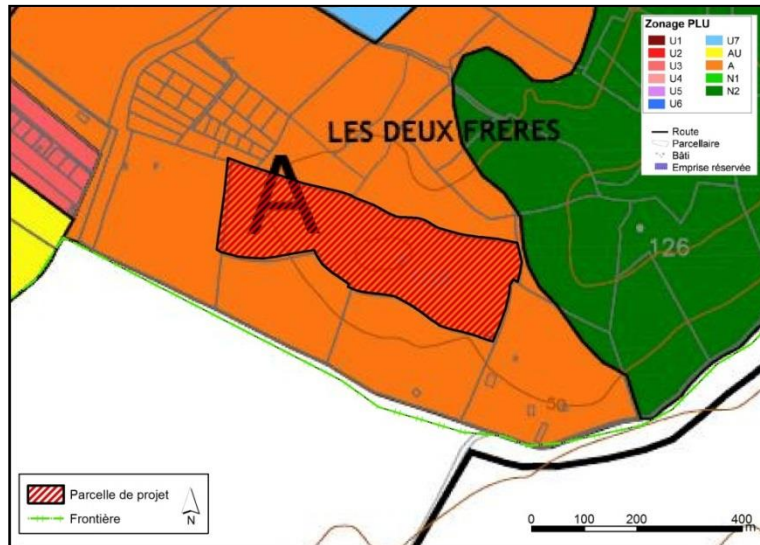 Zonage PLU
U1
U2
U3
U4
U5
U6
U7
AU
A
N1
N2
Route
Parcellaire
Bâti
Emprise réservée
LES DEUX FRÈRES
A
126
50
Parcelle de projet
Frontière
N
0 100 200 400
m